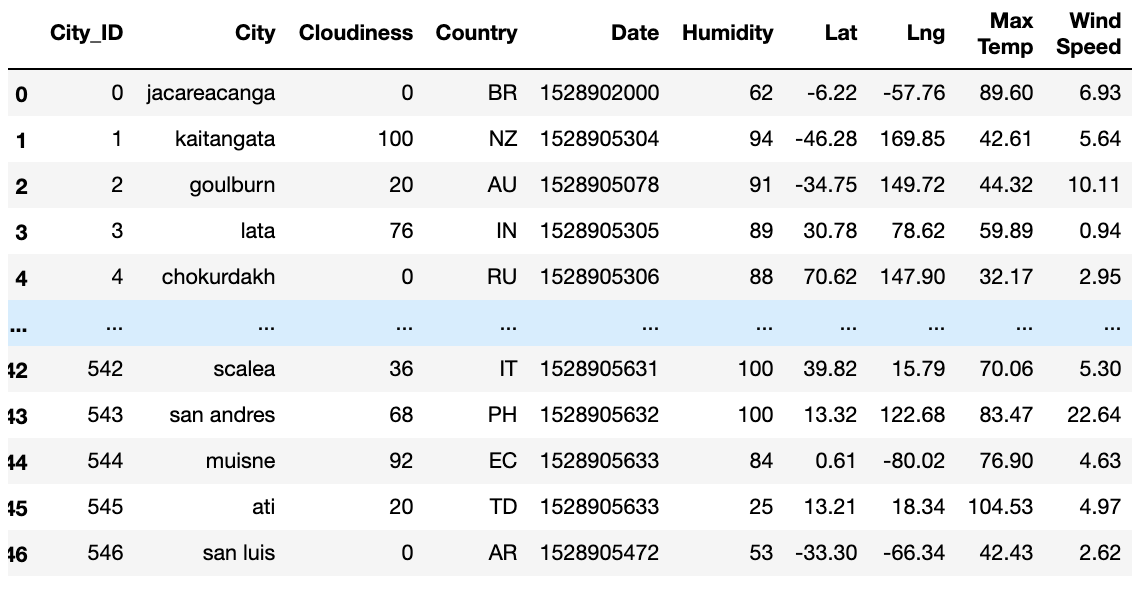 City_ID City Cloudiness Country Date Humidity Lat Lng Max Temp Wind Speed
0 0 jacareacanga 0 BR 1528902000 62 -6.22 -57.76 89.60 6.93
1 1 kaitangata 100 NZ 1528905304 94 -46.28 169.85 42.61 5.64
2 2 goulburn 20 AU 1528905078 91 -34.75 149.72 44.32 10.11
3 3 lata 76 IN 1528905305 89 30.78 78.62 59.89 0.94
4 4 chokurdakh 0 RU 1528905306 88 70.62 147.90 32.17 2.95
... ... ... ... ... ... ... ... ... ... ...
42 542 scalea 36 IT 1528905631 100 39.82 15.79 70.06 5.30
43 543 san andres 68 PH 1528905632 100 13.32 122.68 83.47 22.64
44 544 muisne 92 EC 1528905633 84 0.61 -80.02 76.90 4.63
45 545 ati 20 TD 1528905633 25 13.21 18.34 104.53 4.97
46 546 san luis 0 AR 1528905472 53 -33.30 -66.34 42.43 2.62